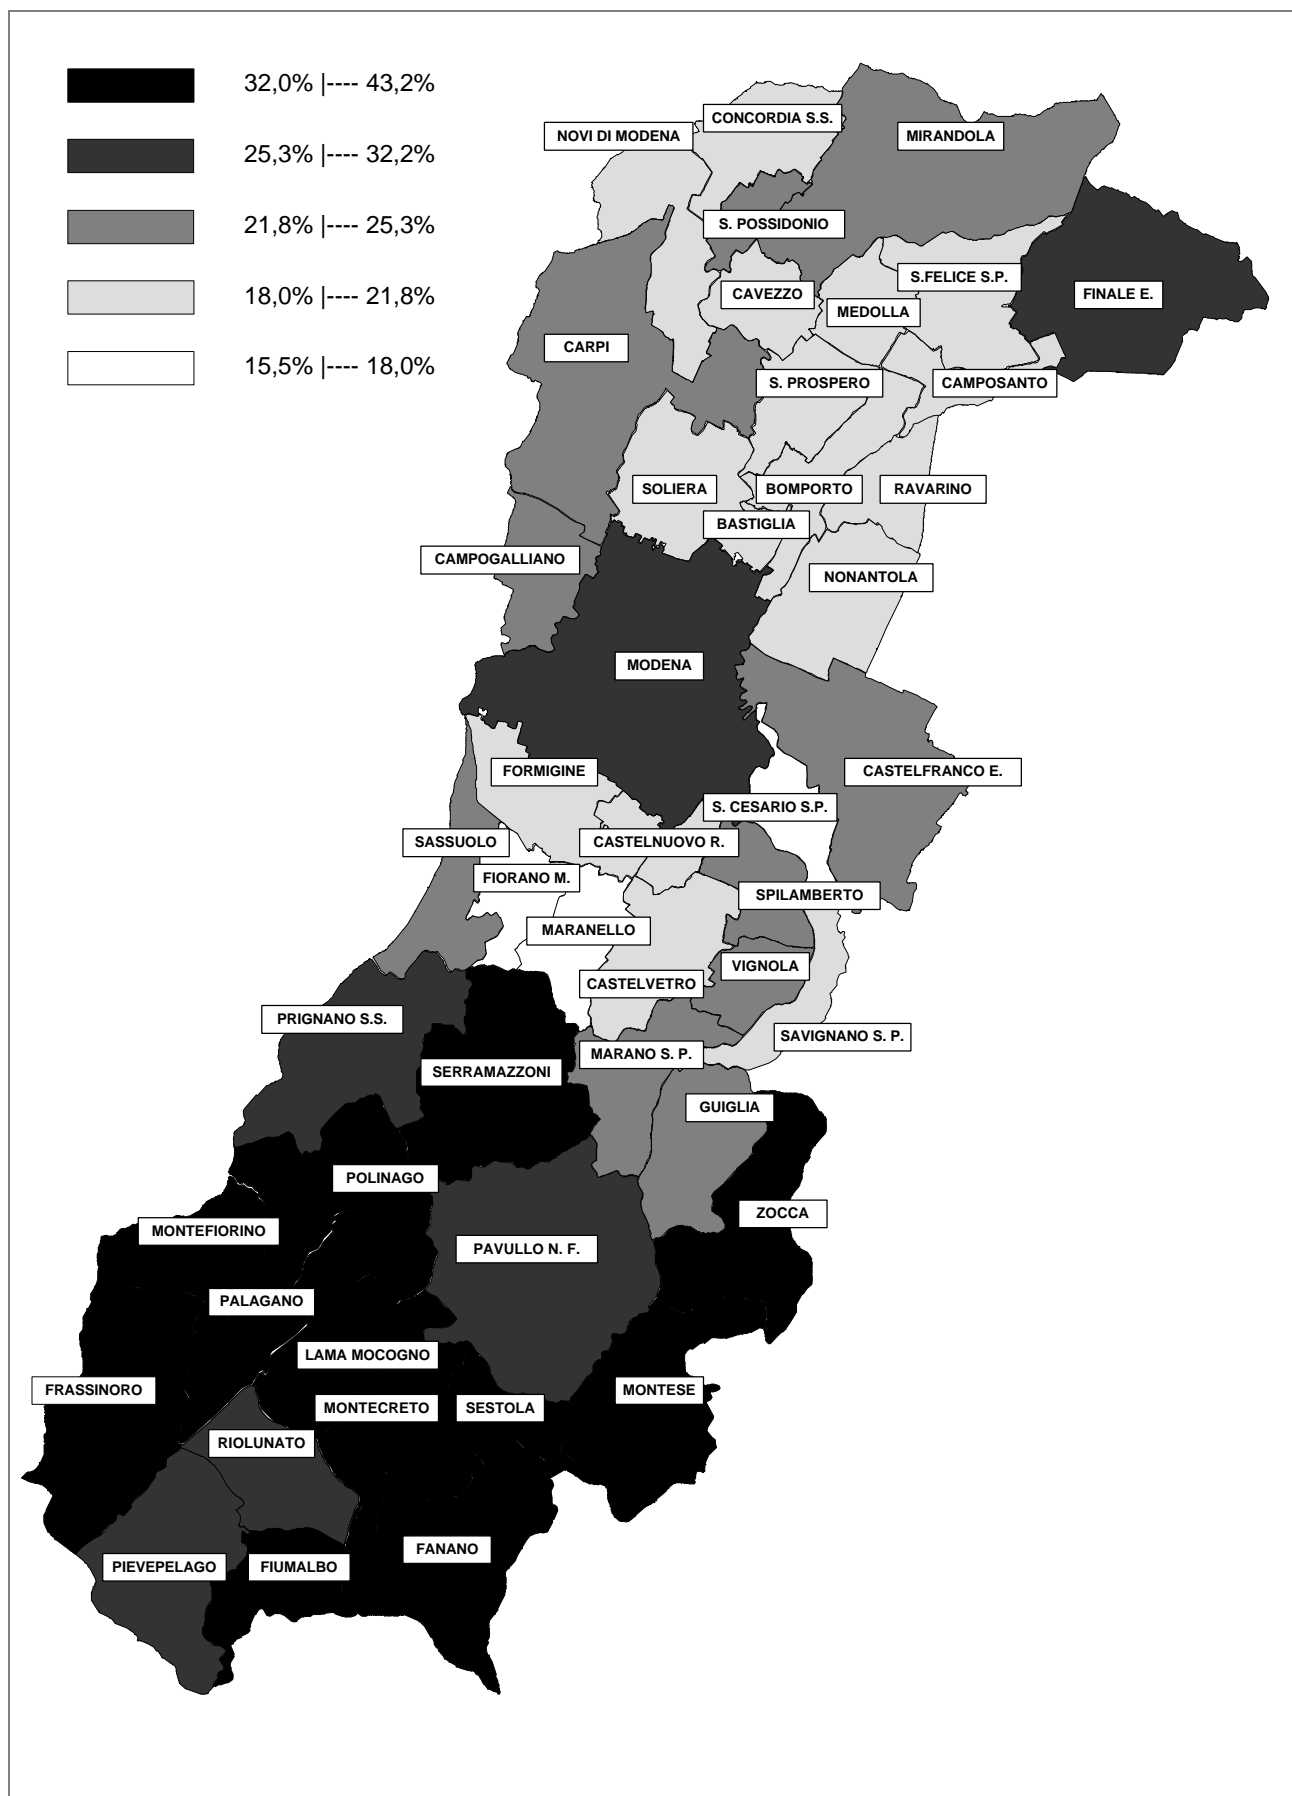 32,0% |---- 43,2%
25,3% |---- 32,2%
21,8% |---- 25,3%
18,0% |---- 21,8%
15,5% |---- 18,0%
CONCORDIA S.S.
NOVI DI MODENA
MIRANDOLA
S. POSSIDONIO
S.FELICE S.P.
CAVEZZO
FINALE E.
MEDOLLA
CARPI
S. PROSPERO
CAMPOSANTO
SOLIERA
BOMPORTO
RAVARINO
BASTIGLIA
CAMPOGALLIANO
NONANTOLA
MODENA
FORMIGINE
CASTELFRANCO E.
S. CESARIO S.P.
SASSUOLO
CASTELNUOVO R.
FIORANO M.
SPILAMBERTO
MARANELLO
VIGNOLA
CASTELVETRO
PRIGNANO S.S.
SAVIGNANO S. P.
MARANO S. P.
SERRAMAZZONI
GUIGLIA
POLINAGO
ZOCCA
MONTEFIORINO
PAVULLO N. F.
PALAGANO
LAMA MOCOGNO
FRASSINORO
MONTESE
MONTECRETO
SESTOLA
RIOLUNATO
FANANO
PIEVEPELAGO
FIUMALBO